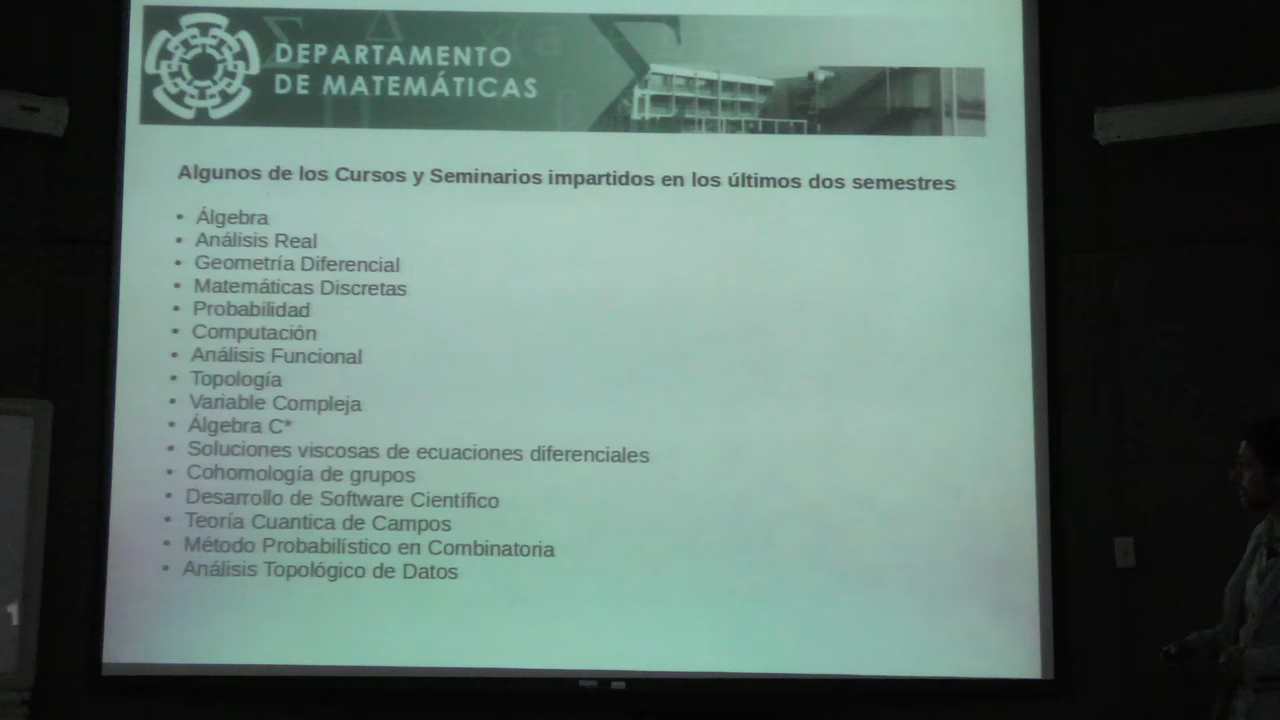 DEPARTAMENTO
DE MATEMÁTICAS
Algunos de los Cursos y Seminarios impartidos en los últimos dos semestres
• Álgebra
• Análisis Real
• Geometría Diferencial
• Matemáticas Discretas
• Probabilidad
• Computación
• Análisis Funcional
• Topología
• Variable Compleja
• Álgebra C*
• Soluciones viscosas de ecuaciones diferenciales
• Cohomología de grupos
• Desarrollo de Software Científico
• Teoría Cuantica de Campos
• Método Probabilístico en Combinatoria
• Análisis Topológico de Datos